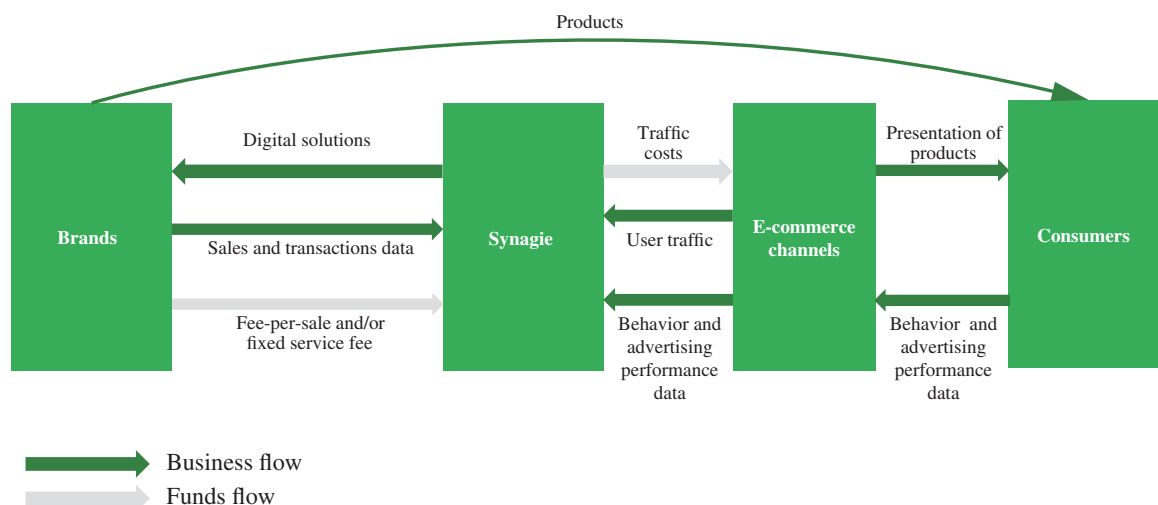 Products
Digital solutions
Traffic
costs
Presentation of
products
Brands
Sales and transactions data
Synagie
User traffic
E-commerce
channels
Consumers
Fee-per-sale and/or
fixed service fee
Behavior and
advertising
performance
data
Behavior and
advertising
performance
data
Business flow
Funds flow